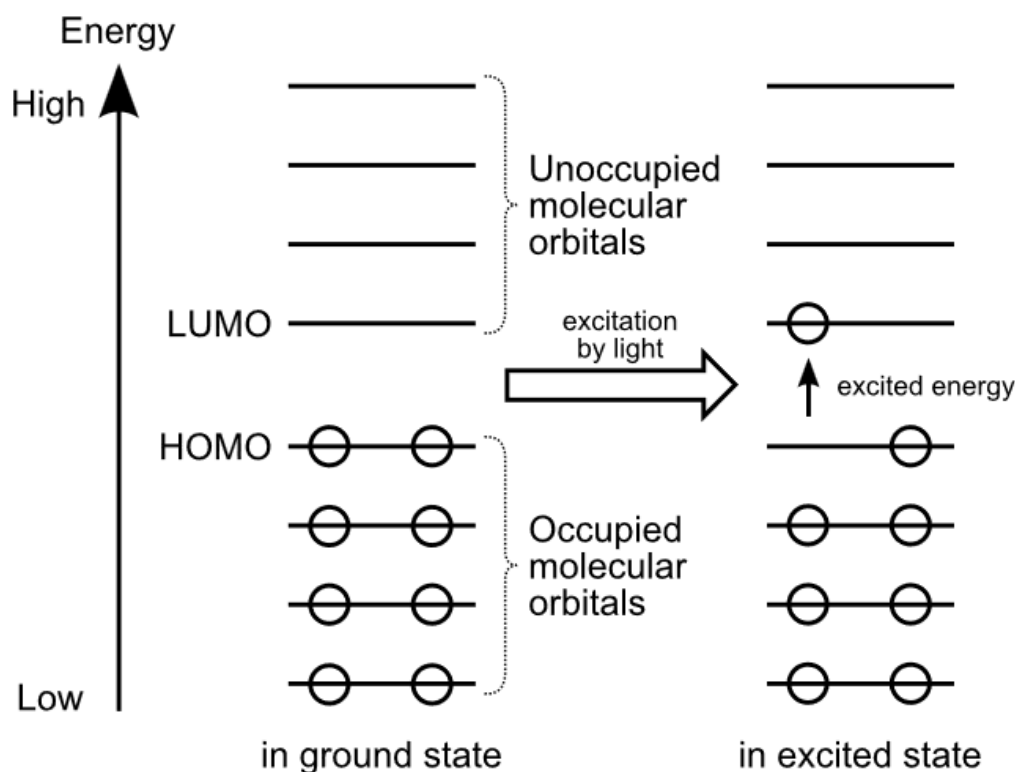 Energy
High
Unoccupied
molecular
orbitals
LUMO
excitation
by light
excited energy
HOMO
Occupied
molecular
orbitals
Low
in ground state
in excited state